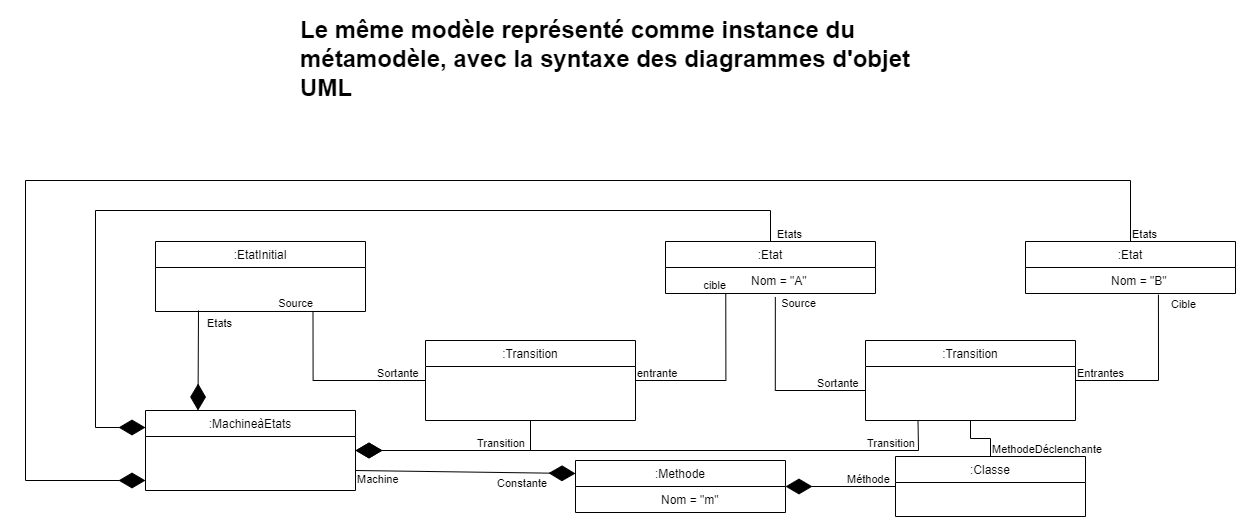 Le même modèle représenté comme instance du
métamodèle, avec la syntaxe des diagrammes d'objet
UML
Etats
Etats
:EtatInitial
:Etat
:Etat
Nom = "A"
Nom = "B"
cible
Source
Source
Cible
Etats
:Transition
:Transition
Sortante
entrante
Sortante
Entrantes
:MachineàEtats
Transition
Transition
MethodeDéclenchante
Machine
Constante
:Methode
Méthode
:Classe
Nom = "m"